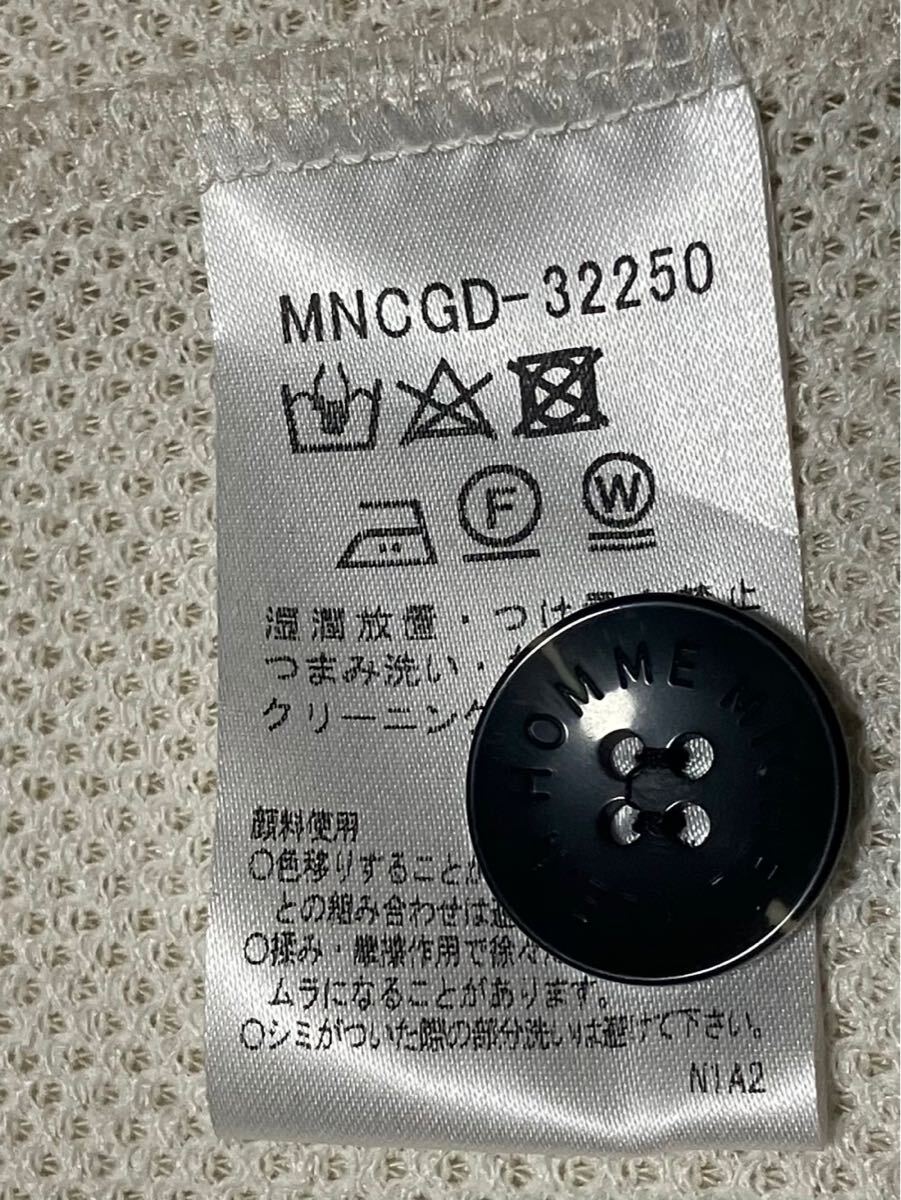 MNCGD-32250
F W
湿潤放置・つけ置 禁止
つまみ洗い・
クリーニング
顔料使用
○色移りすること
との組み合わせは避
○揉み・摩擦作用で徐々
ムラになることがあります。
○シミがついた際の部分洗いは避けて下さい。
N1A2
HOMME